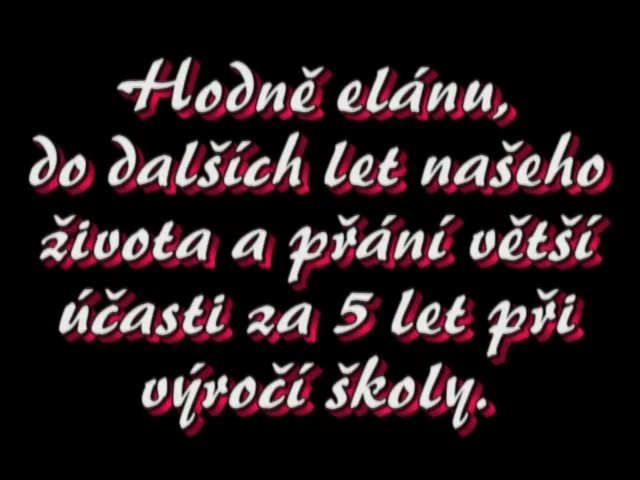 Hodně elánu,
do dalších let našeho
života a přání větší
účasti za 5 let při
výročí školy.